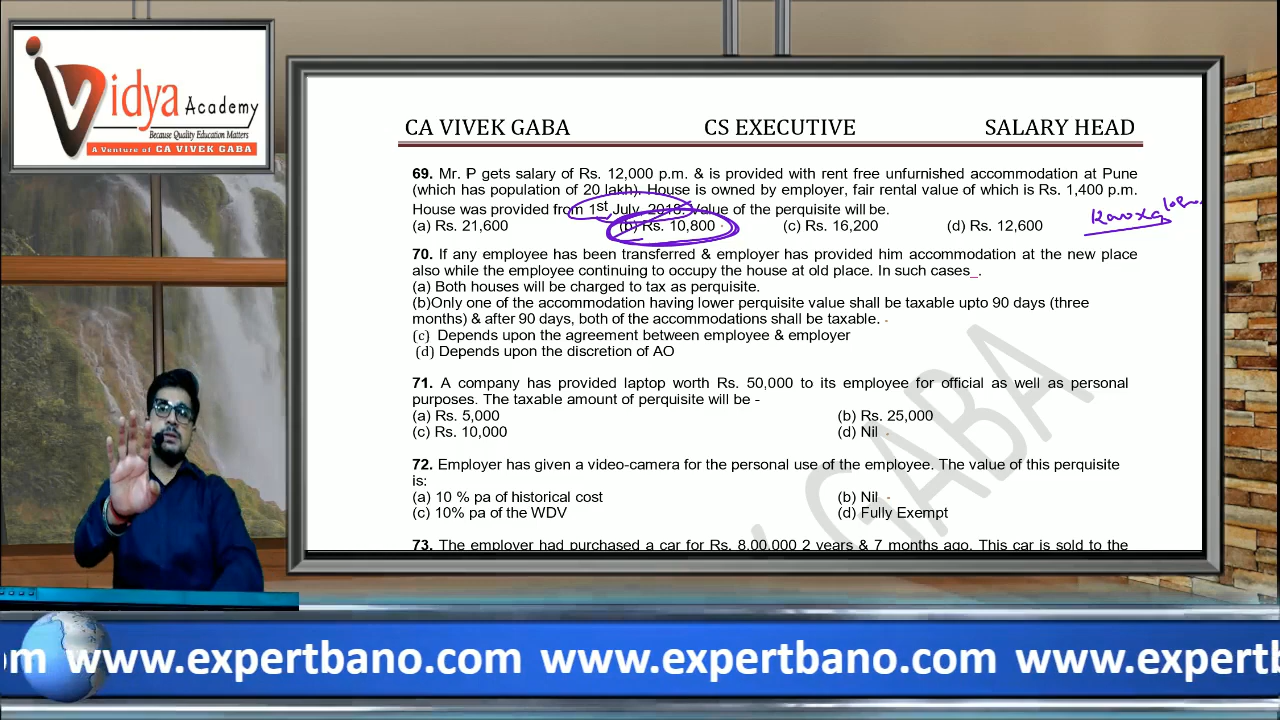 Vidya Academy
Because Quality Education Matters
A Venture of CA VIVEK GABA
CA VIVEK GABA CS EXECUTIVE SALARY HEAD
69. Mr. P gets salary of Rs. 12,000 p.m. & is provided with rent free unfurnished accommodation at Pune
(which has population of 20 lakh). House is owned by employer, fair rental value of which is Rs. 1,400 p.m.
House was provided from 1st July, 2018. Value of the perquisite will be.
(a) Rs. 21,600 (b) Rs. 10,800 (c) Rs. 16,200 (d) Rs. 12,600
70. If any employee has been transferred & employer has provided him accommodation at the new place
also while the employee continuing to occupy the house at old place. In such cases_.
(a) Both houses will be charged to tax as perquisite.
(b)Only one of the accommodation having lower perquisite value shall be taxable upto 90 days (three
months) & after 90 days, both of the accommodations shall be taxable.
(c) Depends upon the agreement between employee & employer
(d) Depends upon the discretion of AO
71. A company has provided laptop worth Rs. 50,000 to its employee for official as well as personal
purposes. The taxable amount of perquisite will be -
(a) Rs. 5,000 (b) Rs. 25,000
(c) Rs. 10,000 (d) Nil
72. Employer has given a video-camera for the personal use of the employee. The value of this perquisite
is:
(a) 10 % pa of historical cost (b) Nil
(c) 10% pa of the WDV (d) Fully Exempt
73. The employer had purchased a car for Rs. 8,00,000 2 years & 7 months ago. This car is sold to the
GABA
om www.expertbano.com www.expertbano.com www.expertb